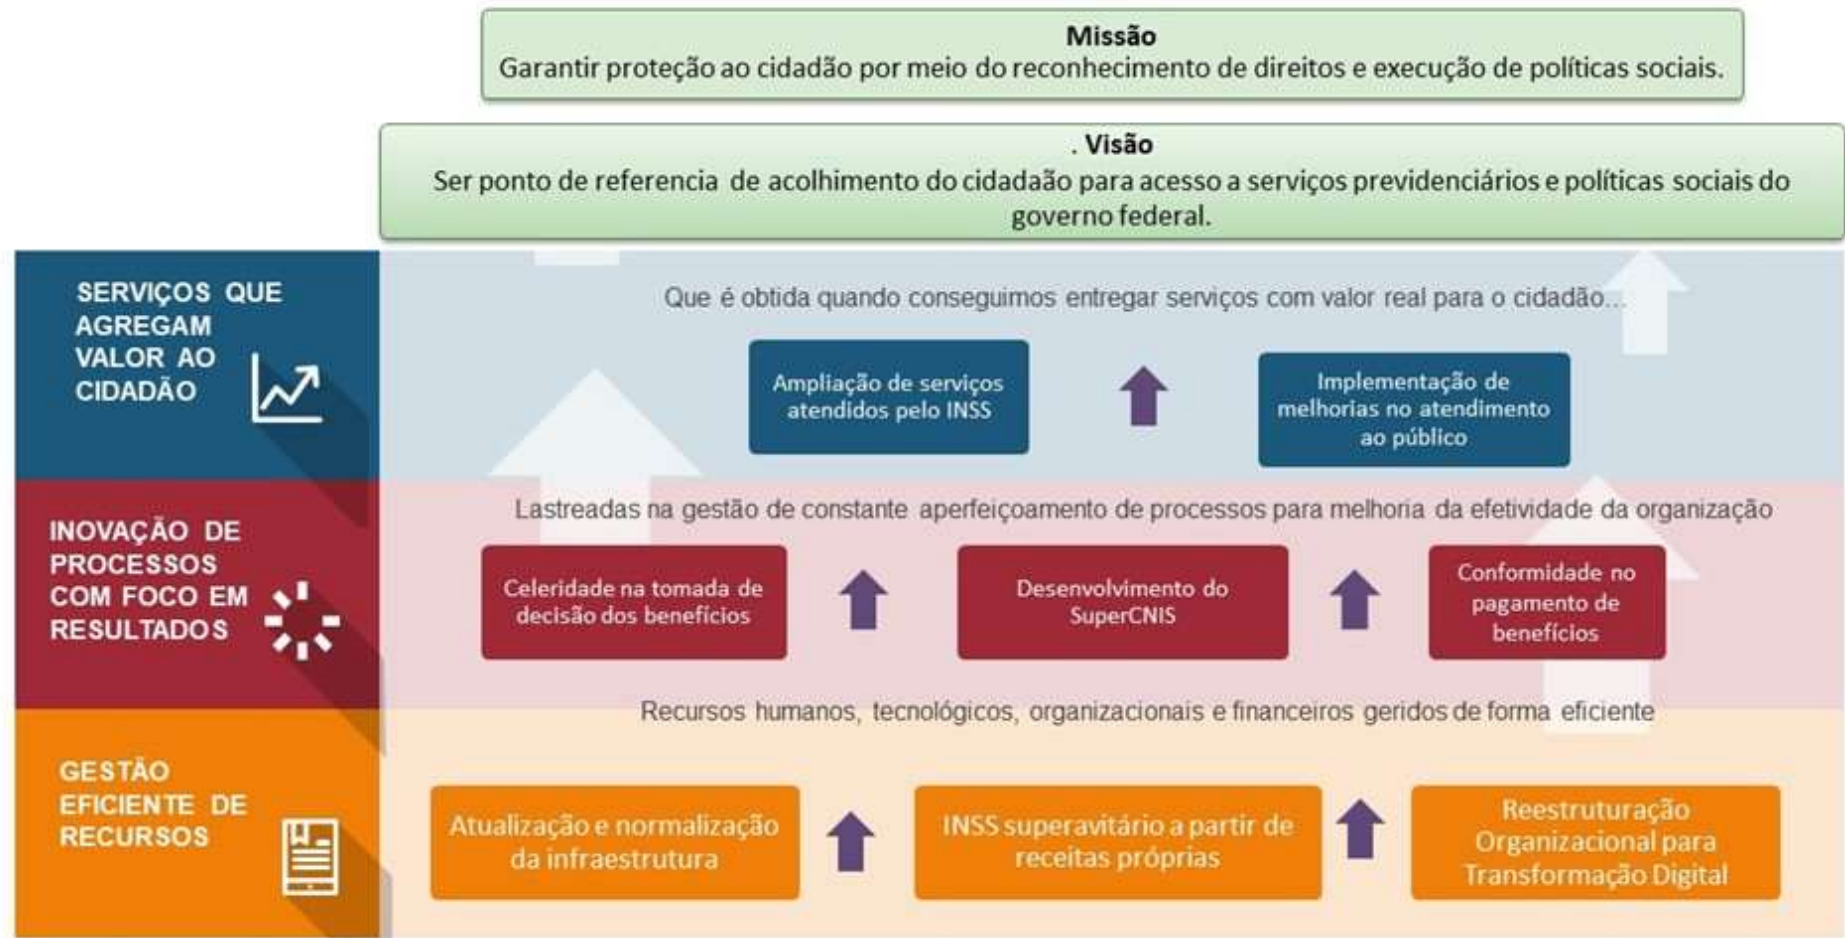 Missão
Garantir proteção ao cidadão por meio do reconhecimento de direitos e execução de políticas sociais.
. Visão
Ser ponto de referencia de acolhimento do cidadaão para acesso a serviços previdenciários e políticas sociais do
governo federal.
SERVIÇOS QUE
AGREGAM
VALOR AO
CIDADÃO
Que é obtida quando conseguimos entregar serviços com valor real para o cidadão...
Ampliação de serviços
atendidos pelo INSS
Implementação de
melhorias no atendimento
ao público
INOVAÇÃO DE
PROCESSOS
COM FOCO EM
RESULTADOS
Lastreadas na gestão de constante aperfeiçoamento de processos para melhoria da efetividade da organização
Celeridade na tomada de
decisão dos benefícios
Desenvolvimento do
SuperCNIS
Conformidade no
pagamento de
benefícios
GESTÃO
EFICIENTE DE
RECURSOS
Recursos humanos, tecnológicos, organizacionais e financeiros geridos de forma eficiente
Atualização e normalização
da infraestrutura
INSS superavitário a partir de
receitas próprias
Reestruturação
Organizacional para
Transformação Digital